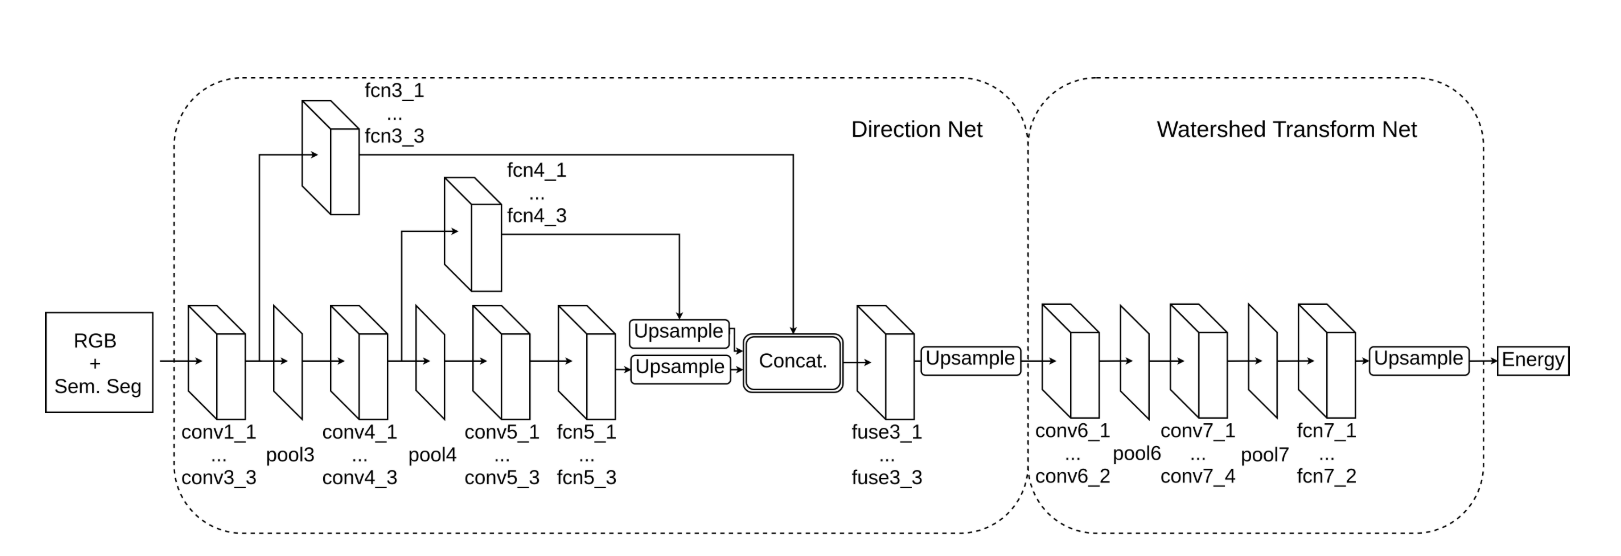 fcn3_1
...
fcn3_3
Direction Net
Watershed Transform Net
fcn4_1
...
fcn4_3
RGB
+
Sem. Seg
Upsample
Upsample
Concat.
Upsample
Upsample
Energy
conv1_1
...
conv3_3
pool3
conv4_1
...
conv4_3
pool4
conv5_1
...
conv5_3
fcn5_1
...
fcn5_3
fuse3_1
...
fuse3_3
conv6_1
...
conv6_2
pool6
conv7_1
...
conv7_4
pool7
fcn7_1
...
fcn7_2